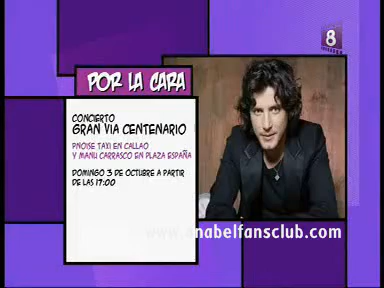 8
POR LA CARA
CONCIERTO
GRAN VIA CENTENARIO
PNOISE TAXI EN CALLAO
Y MANU CARRASCO EN PLAZA ESPAÑA
DOMINGO 3 DE OCTUBRE A PARTIR
DE LAS 17:00
www.anabelfansclub.com